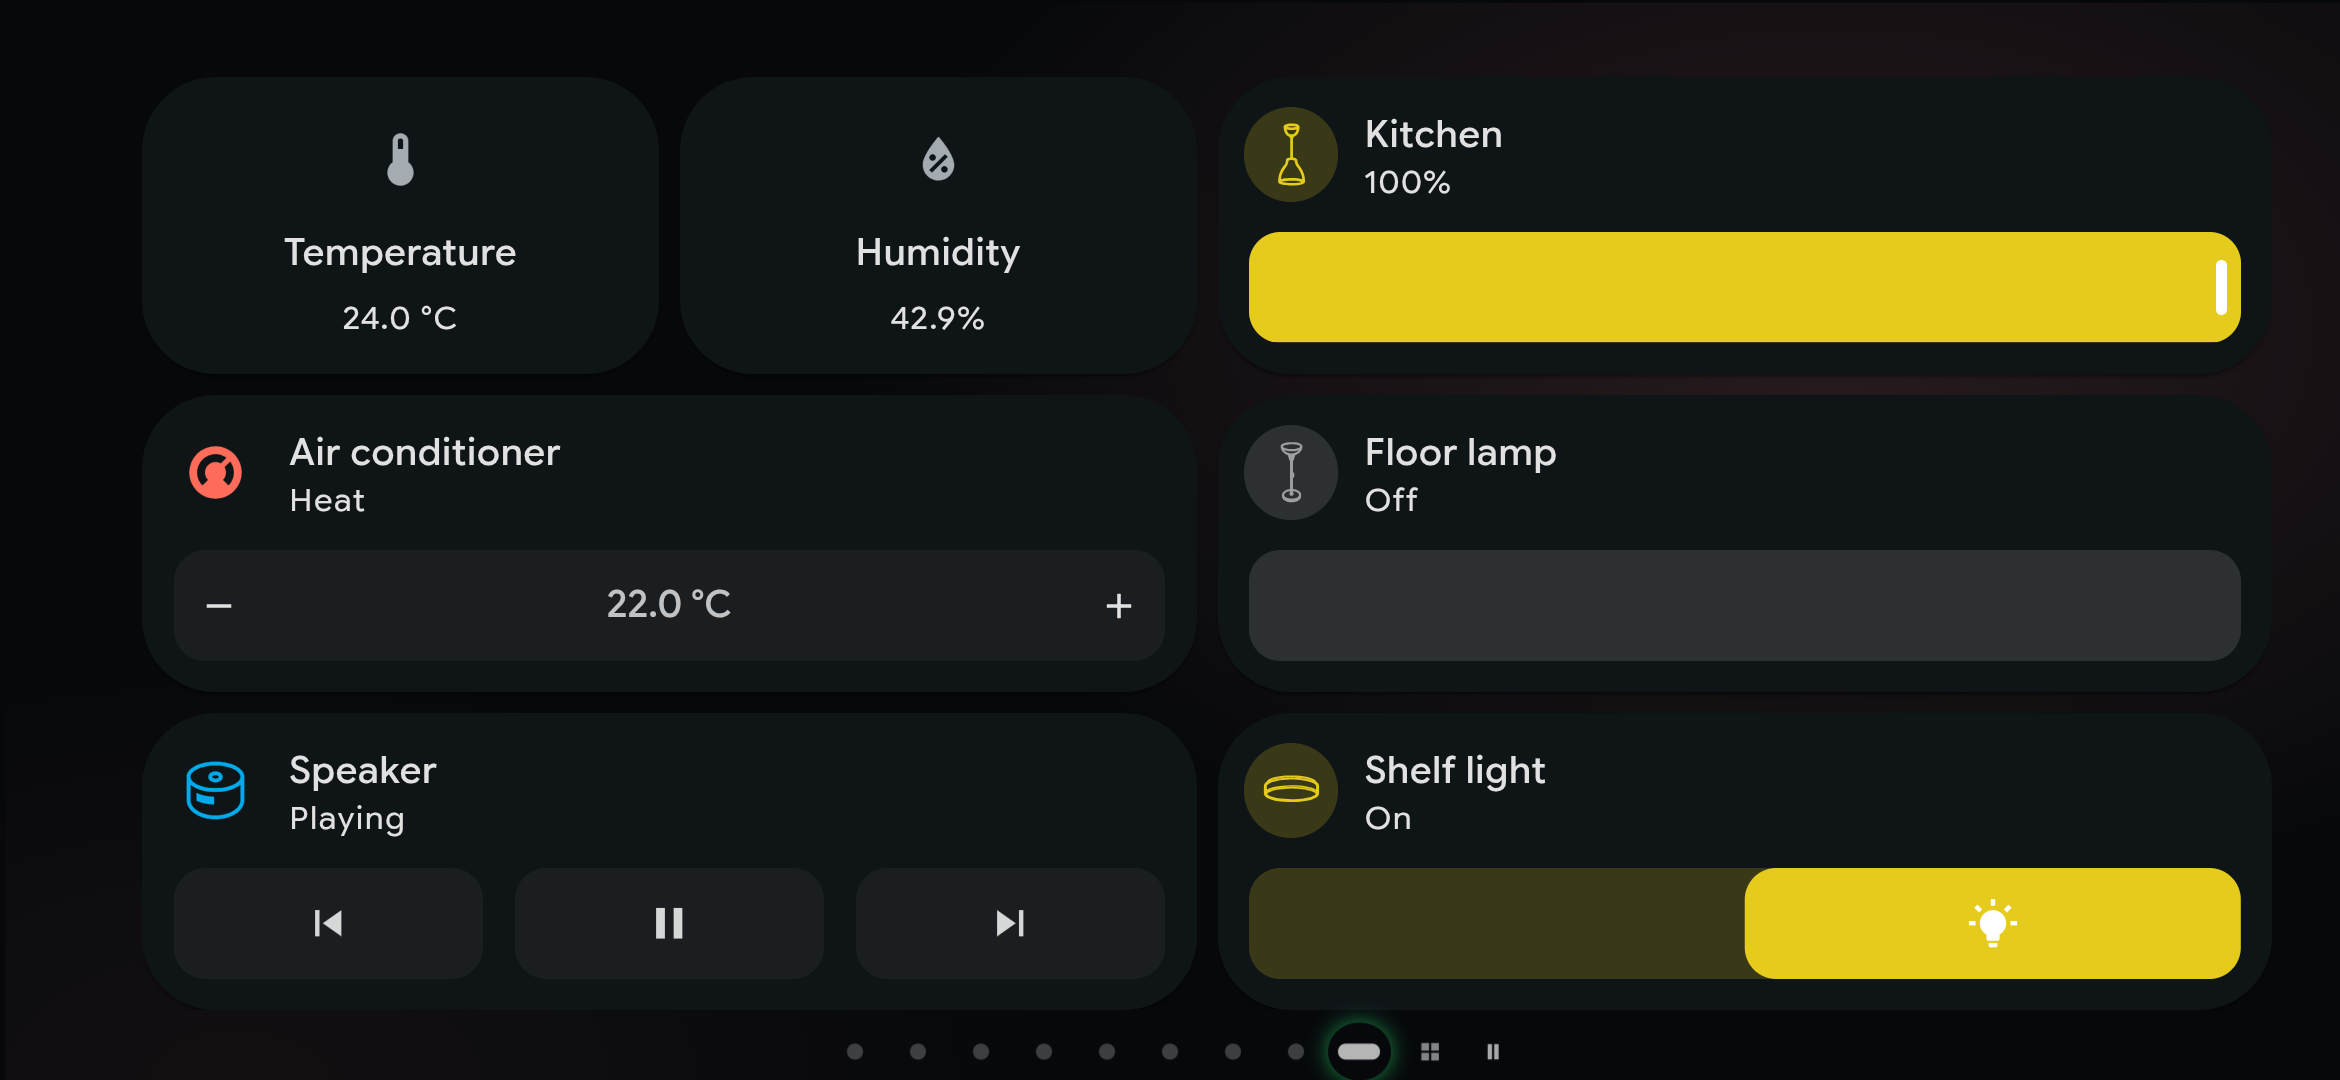 Temperature
24.0 °C
Humidity
42.9%
Kitchen
100%
Air conditioner
Heat
22.0 °C
Floor lamp
Off
Speaker
Playing
Shelf light
On